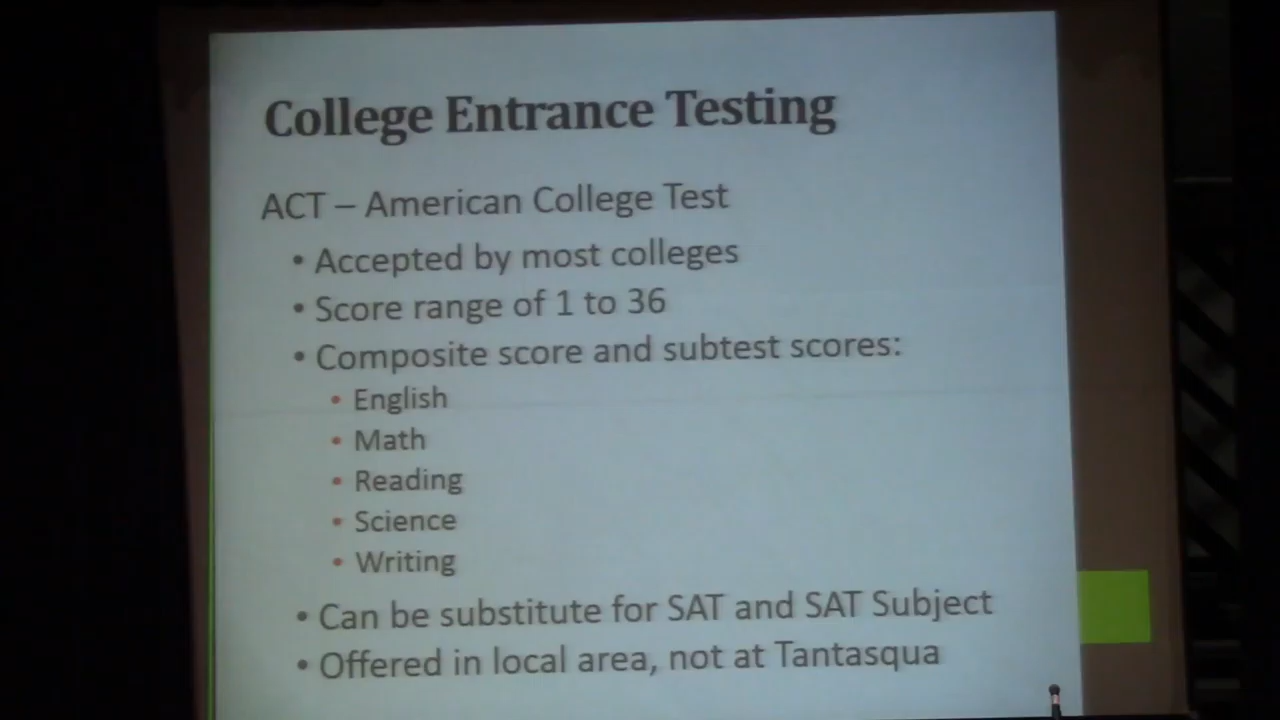 College Entrance Testing
ACT – American College Test
• Accepted by most colleges
• Score range of 1 to 36
• Composite score and subtest scores:
• English
• Math
• Reading
• Science
• Writing
• Can be substitute for SAT and SAT Subject
• Offered in local area, not at Tantasqua